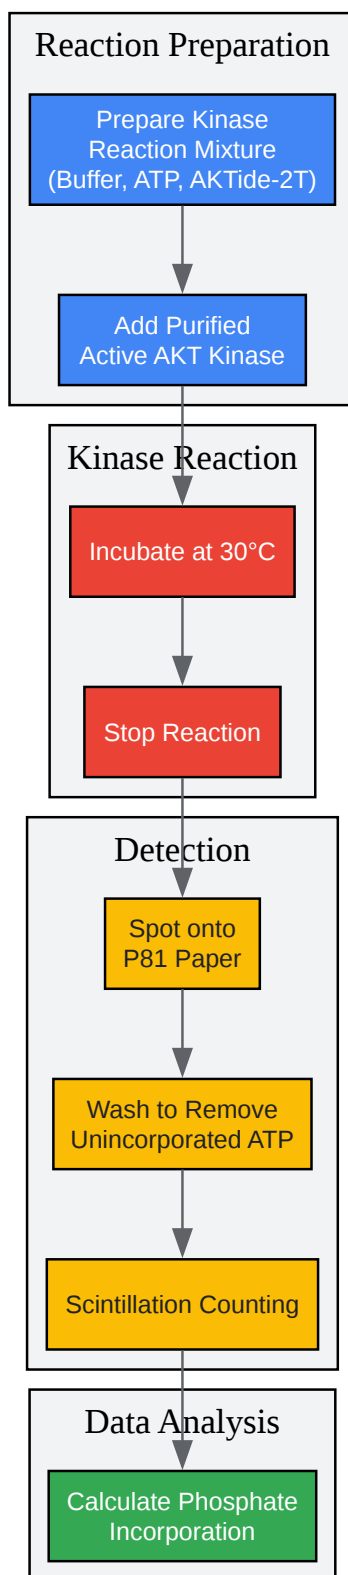 Reaction Preparation
Prepare Kinase
Reaction Mixture
(Buffer, ATP, AKTide-2T)
Add Purified
Active AKT Kinase
Kinase Reaction
Incubate at 30°C
Stop Reaction
Detection
Spot onto
P81 Paper
Wash to Remove
Unincorporated ATP
Scintillation Counting
Data Analysis
Calculate Phosphate
Incorporation